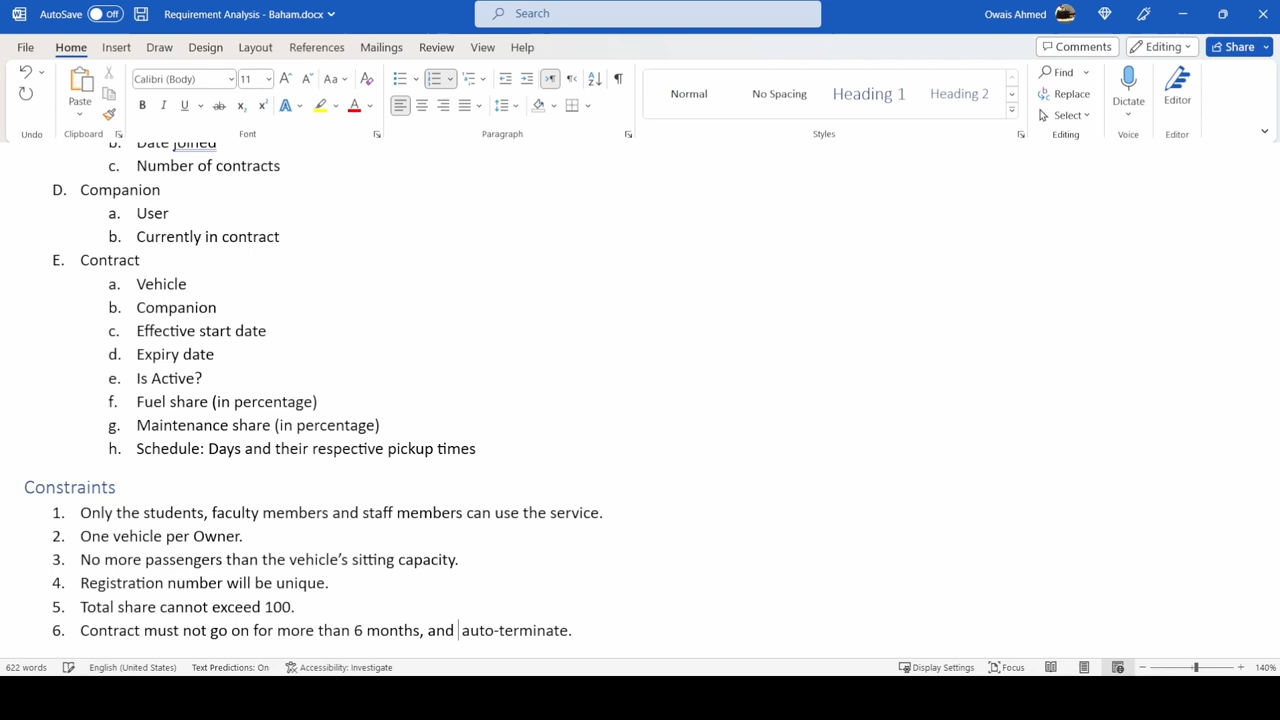 AutoSave Off Requirement Analysis - Baham.docx Search Owais Ahmed
File Home Insert Draw Design Layout References Mailings Review View Help Comments Editing Share
Paste Calibri (Body) 11 Aa Normal No Spacing Heading 1 Heading 2 Find Replace Select Dictate Editor
Undo Clipboard Font Paragraph Styles Editing Voice Editor
b. Date joined
c. Number of contracts
D. Companion
a. User
b. Currently in contract
E. Contract
a. Vehicle
b. Companion
c. Effective start date
d. Expiry date
e. Is Active?
f. Fuel share (in percentage)
g. Maintenance share (in percentage)
h. Schedule: Days and their respective pickup times
Constraints
1. Only the students, faculty members and staff members can use the service.
2. One vehicle per Owner.
3. No more passengers than the vehicle’s sitting capacity.
4. Registration number will be unique.
5. Total share cannot exceed 100.
6. Contract must not go on for more than 6 months, and auto-terminate.
622 words English (United States) Text Predictions: On Accessibility: Investigate Display Settings Focus 140%